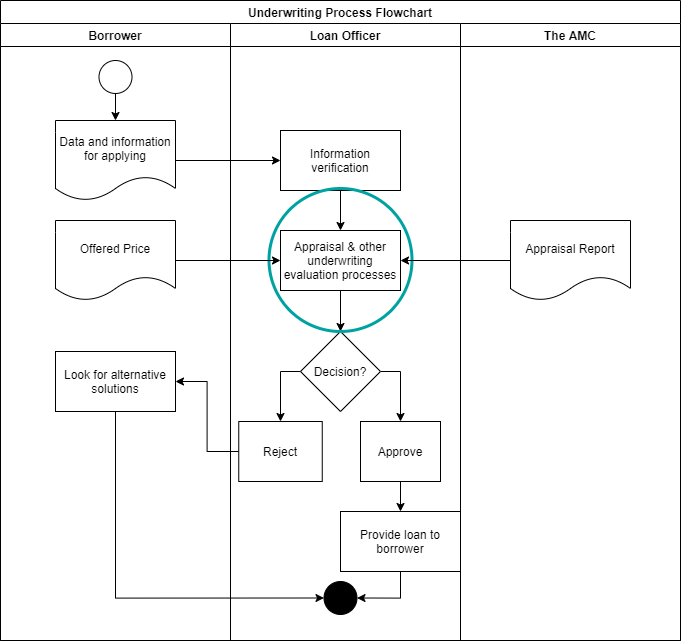 Underwriting Process Flowchart
Borrower
Loan Officer
The AMC
Data and information
for applying
Information
verification
Offered Price
Appraisal & other
underwriting
evaluation processes
Appraisal Report
Decision?
Look for alternative
solutions
Reject
Approve
Provide loan to
borrower